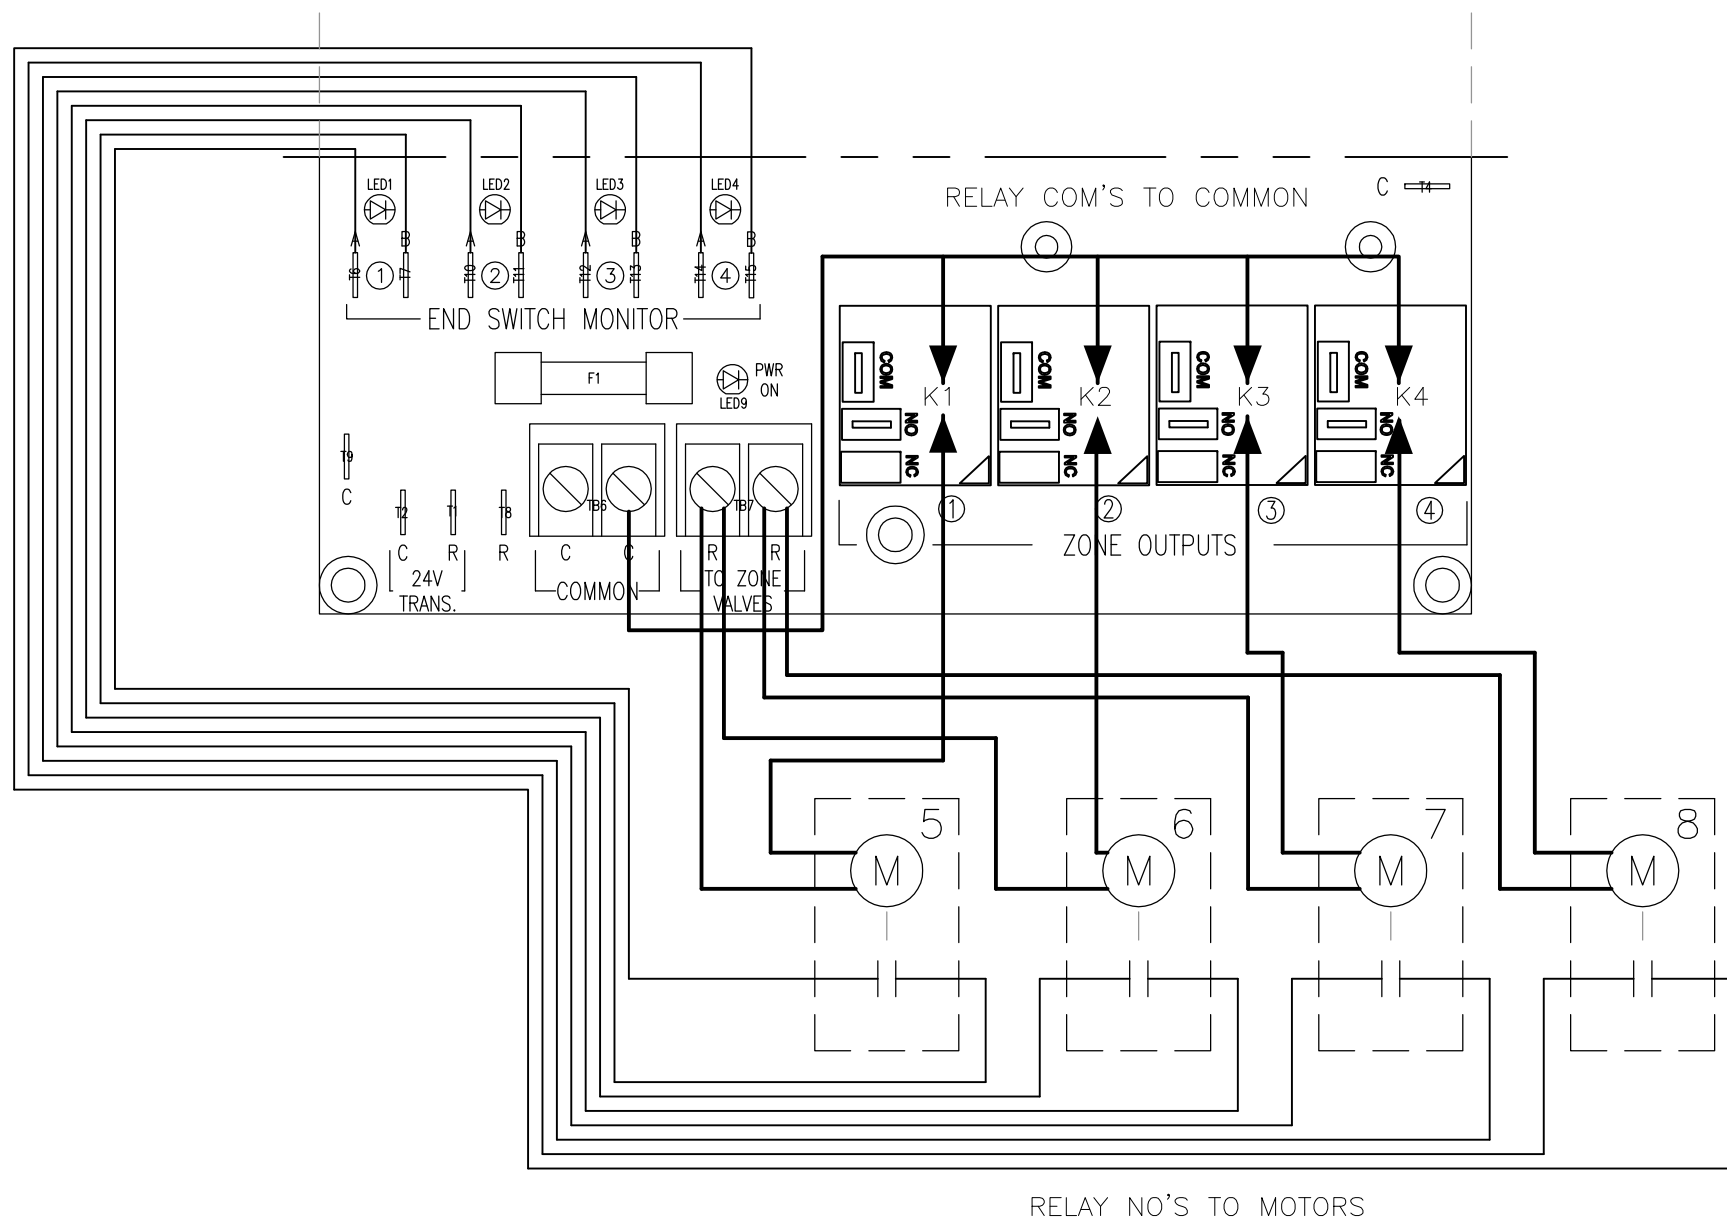 LED1 LED2 LED3 LED4
RELAY COM'S TO COMMON
C T4
A B A B A B A B
T6 1 T7 T10 2 T11 T12 3 T13 T14 4 T15
END SWITCH MONITOR
F1
PWR
ON
LED9
COM COM COM COM
K1 K2 K3 K4
NO NO NO NO
NC NC NC NC
T9
C
T2 T1 T8
TB6 TB7
1 2 3 4
C R R C C R R
ZONE OUTPUTS
24V
TRANS.
COMMON
TO ZONE
VALVES
5 6 7 8
M M M M
RELAY NO'S TO MOTORS